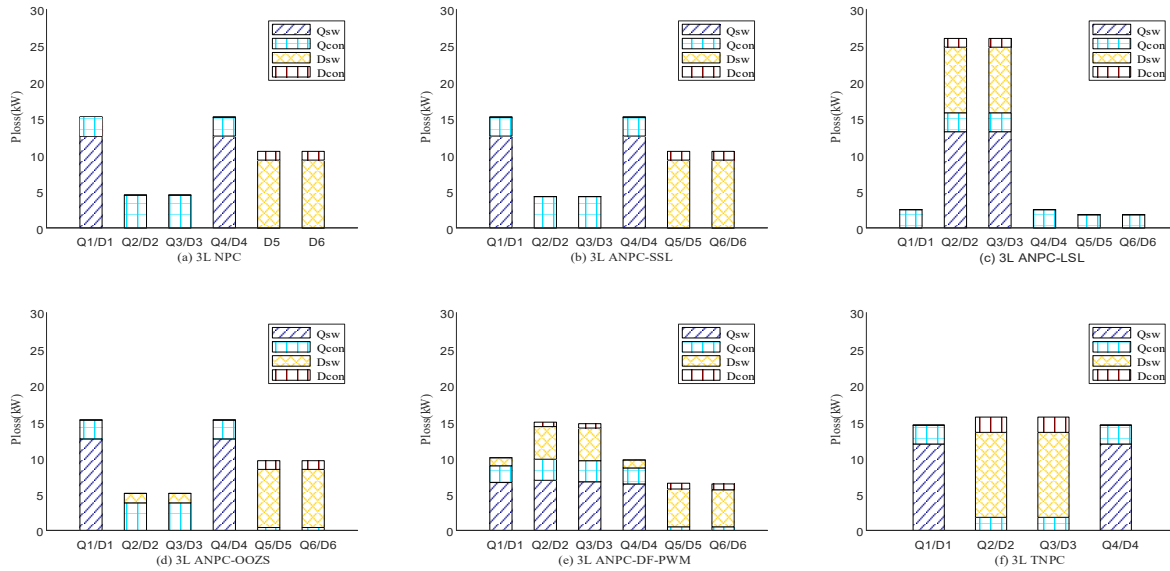 30
25
20
15
10
5
0
Ploss(kW)
Qsw
Qcon
Dsw
Dcon
Q1/D1 Q2/D2 Q3/D3 Q4/D4 D5 D6
(a) 3L NPC
30
25
20
15
10
5
0
Ploss(kW)
Qsw
Qcon
Dsw
Dcon
Q1/D1 Q2/D2 Q3/D3 Q4/D4 Q5/D5 Q6/D6
(b) 3L ANPC-SSL
30
25
20
15
10
5
0
Ploss(kW)
Qsw
Qcon
Dsw
Dcon
Q1/D1 Q2/D2 Q3/D3 Q4/D4 Q5/D5 Q6/D6
(c) 3L ANPC-LSL
30
25
20
15
10
5
0
Ploss(kW)
Qsw
Qcon
Dsw
Dcon
Q1/D1 Q2/D2 Q3/D3 Q4/D4 Q5/D5 Q6/D6
(d) 3L ANPC-OOZS
30
25
20
15
10
5
0
Ploss(kW)
Qsw
Qcon
Dsw
Dcon
Q1/D1 Q2/D2 Q3/D3 Q4/D4 Q5/D5 Q6/D6
(e) 3L ANPC-DF-PWM
30
25
20
15
10
5
0
Ploss(kW)
Qsw
Qcon
Dsw
Dcon
Q1/D1 Q2/D2 Q3/D3 Q4/D4
(f) 3L TNPC